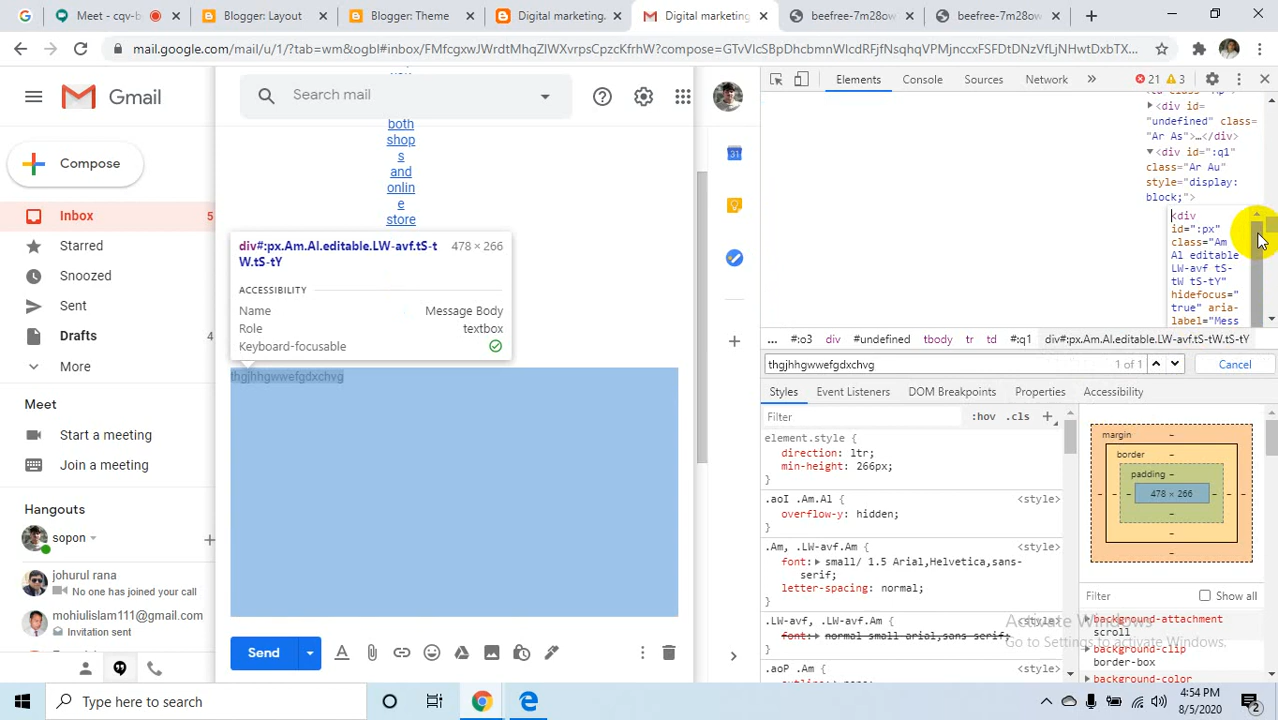 Meet - cqv-b
Blogger: Layout
Blogger: Theme
Digital marketing.
Digital marketing
beefree-7m28ow
beefree-7m28ow
mail.google.com/mail/u/1/?tab=wm&ogbl#inbox/FMfcgxwJWrdtMhqZlWXvrpsCpzcKfrhW?compose=GTvVlcSBpDhcbmnWlcdRFjfNsqhqVPMjnccxFSFDtDNzVfLjNHwtDxbTX...
Gmail
Search mail
Compose
Inbox 5
Starred
Snoozed
Sent
Drafts 4
More
Meet
Start a meeting
Join a meeting
Hangouts
sopon
johurul rana
No one has joined your call
mohiulislam111@gmail.com
Invitation sent
both
shop
s
and
onlin
e
store
div#:px.Am.Al.editable.LW-avf.tS-t
W.tS-tY
478 × 266
ACCESSIBILITY
Name Message Body
Role textbox
Keyboard-focusable
thgjhhgwwefgdxchvg
Send
31
Elements Console Sources Network » 21 3
<div id=
"undefined" class=
"Ar As">…</div>
<div id=":q1"
class="Ar Au"
style="display:
block;">
<div
id=":px"
class="Am
Al editable
LW-avf tS-
tW tS-tY"
hidefocus="
true" aria-
label="Mess
... #:o3 div #undefined tbody tr td #:q1 div#:px.Am.Al.editable.LW-avf.tS-tW.tS-tY
thgjhhgwwefgdxchvg 1 of 1 Cancel
Styles Event Listeners DOM Breakpoints Properties Accessibility
Filter :hov .cls +
element.style {
direction: ltr;
min-height: 266px;
}
.aoI .Am.Al { <style>
overflow-y: hidden;
}
.Am, .LW-avf.Am { <style>
font: small/ 1.5 Arial,Helvetica,sans-
serif;
letter-spacing: normal;
}
.LW-avf, .LW-avf.Am { <style>
font: normal small arial,sans-serif;
}
.aoP .Am { <style>
margin –
border –
padding –
478 × 266
Filter Show all
background-attachment
scroll
background-clip
border-box
background-color
Activate Windows
Go to Settings to activate Windows.
Type here to search
4:54 PM
8/5/2020
2